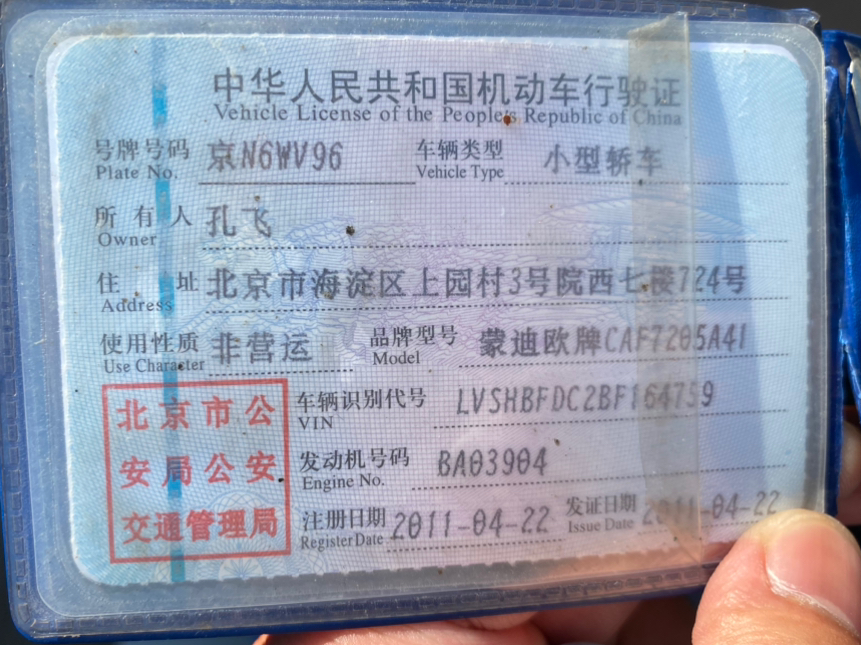 中华人民共和国机动车行驶证
Vehicle License of the People's Republic of China
号牌号码 京N6WV96 车辆类型 小型轿车
Plate No. Vehicle Type
所有人 孔飞
Owner
住址 北京市海淀区上园村3号院西七楼724号
Address
使用性质 非营运 品牌型号 蒙迪欧牌CAF7205A41
Use Character Model
北京市公
安局公安
交通管理局
车辆识别代号 LVSHBFDC2BF164759
VIN
发动机号码 BA03904
Engine No.
注册日期 2011-04-22 发证日期 2011-04-22
Register Date Issue Date